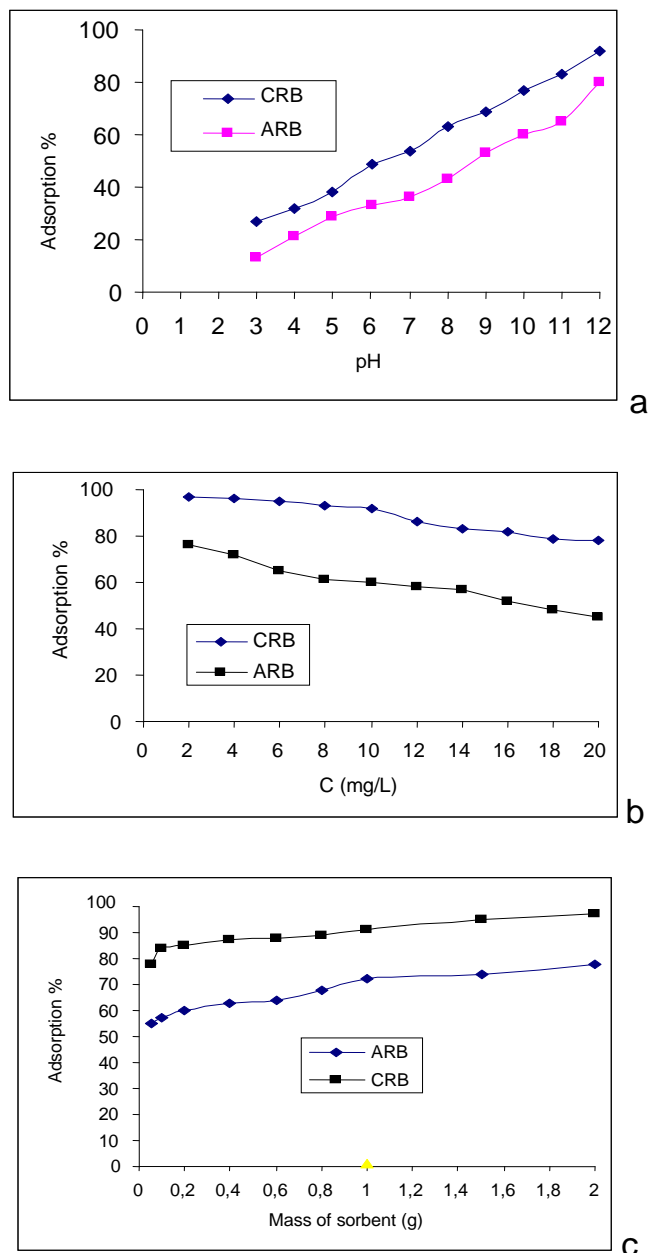 100
80
60
40
20
0
Adsorption %
CRB
ARB
0 1 2 3 4 5 6 7 8 9 10 11 12
pH
a
100
80
60
40
20
0
Adsorption %
CRB
ARB
0 2 4 6 8 10 12 14 16 18 20
C (mg/L)
b
100
90
80
70
60
50
40
30
20
10
0
Adsorption %
ARB
CRB
0 0,2 0,4 0,6 0,8 1 1,2 1,4 1,6 1,8 2
Mass of sorbent (g)
c